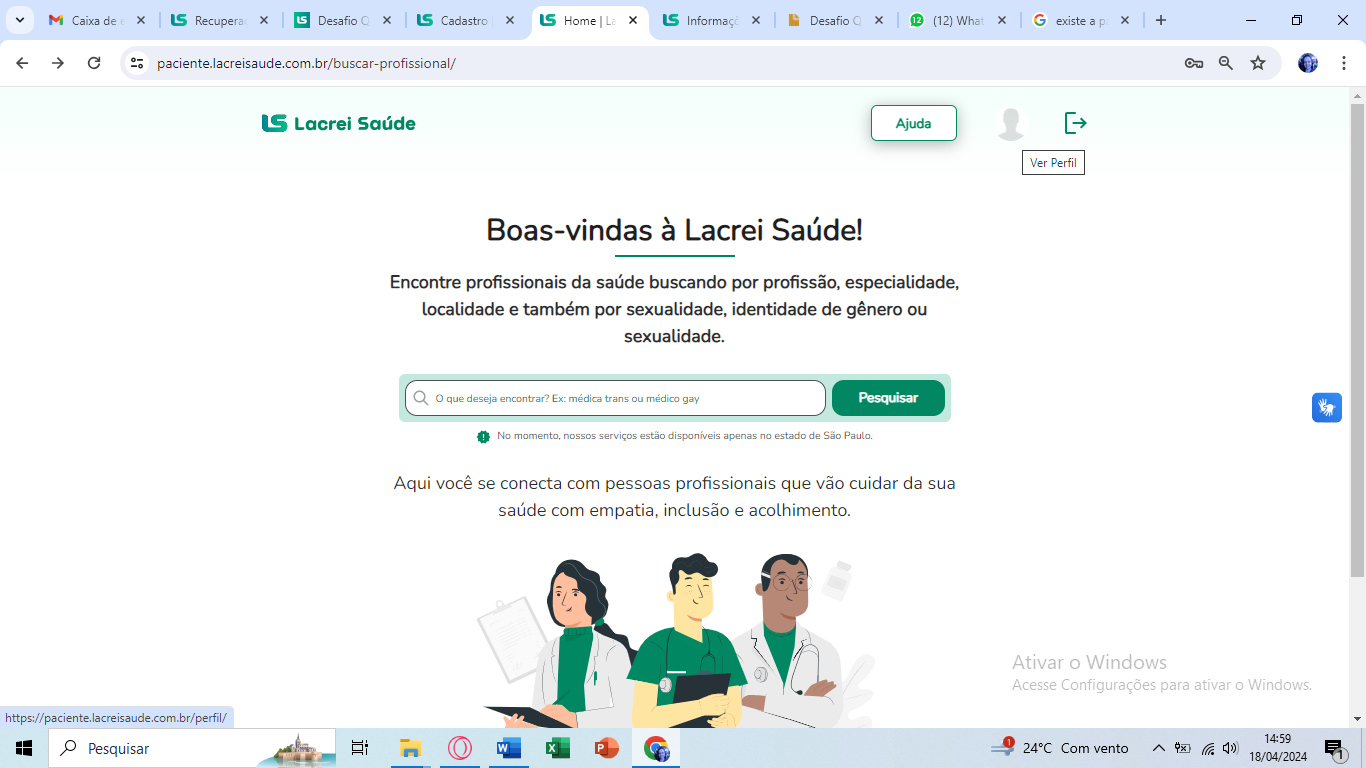 Caixa de e
Recupera
Desafio Q
Cadastro
Home | La
Informaçõ
Desafio Q
(12) What
existe a p
paciente.lacreisaude.com.br/buscar-profissional/
Lacrei Saúde
Ajuda
Ver Perfil
Boas-vindas à Lacrei Saúde!
Encontre profissionais da saúde buscando por profissão, especialidade,
localidade e também por sexualidade, identidade de gênero ou
sexualidade.
O que deseja encontrar? Ex: médica trans ou médico gay
Pesquisar
No momento, nossos serviços estão disponíveis apenas no estado de São Paulo.
Aqui você se conecta com pessoas profissionais que vão cuidar da sua
saúde com empatia, inclusão e acolhimento.
Ativar o Windows
Acesse Configurações para ativar o Windows.
https://paciente.lacreisaude.com.br/perfil/
Pesquisar
1
24°C Com vento
14:59
18/04/2024
1